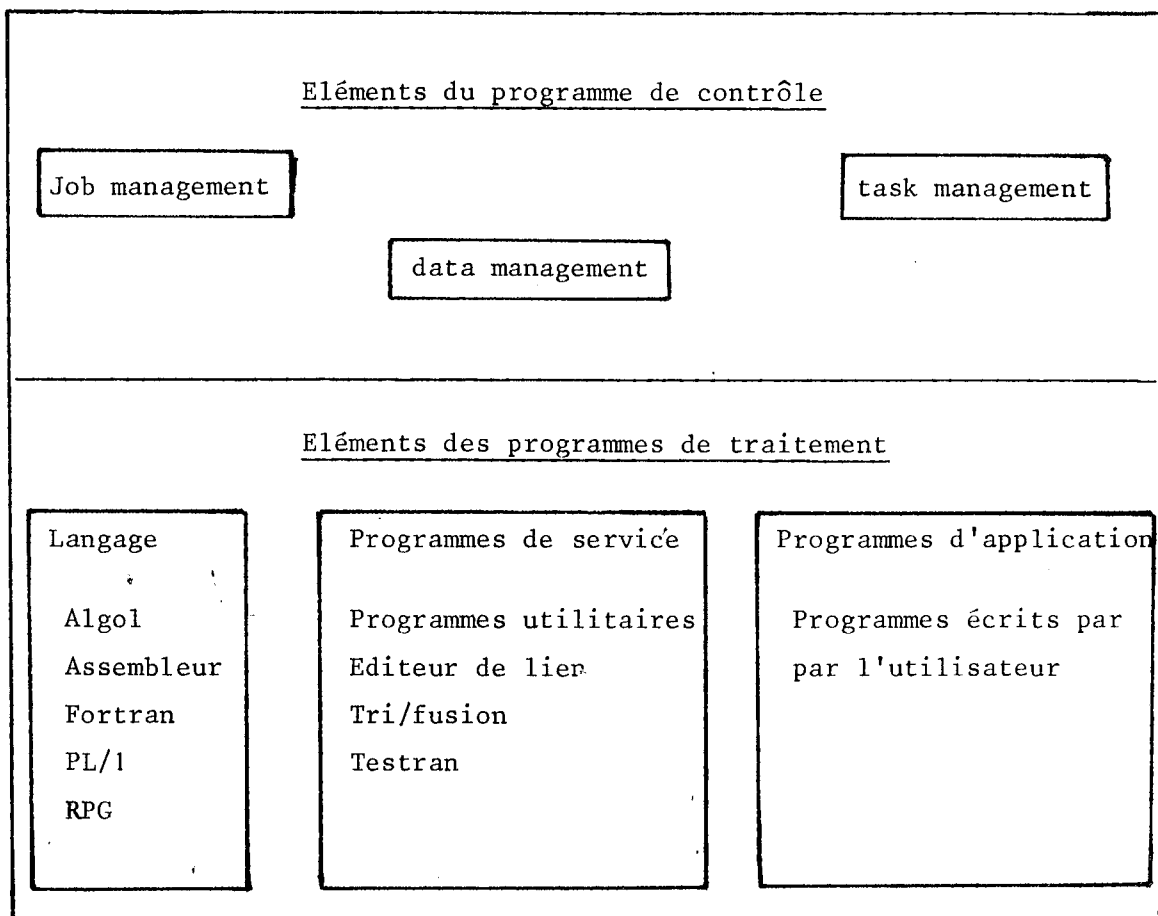 Eléments du programme de contrôle
Job management
task management
data management
Eléments des programmes de traitement
Langage
Algol
Assembleur
Fortran
PL/1
RPG
Programmes de service
Programmes utilitaires
Editeur de lien
Tri/fusion
Testran
Programmes d'application
Programmes écrits par
par l'utilisateur